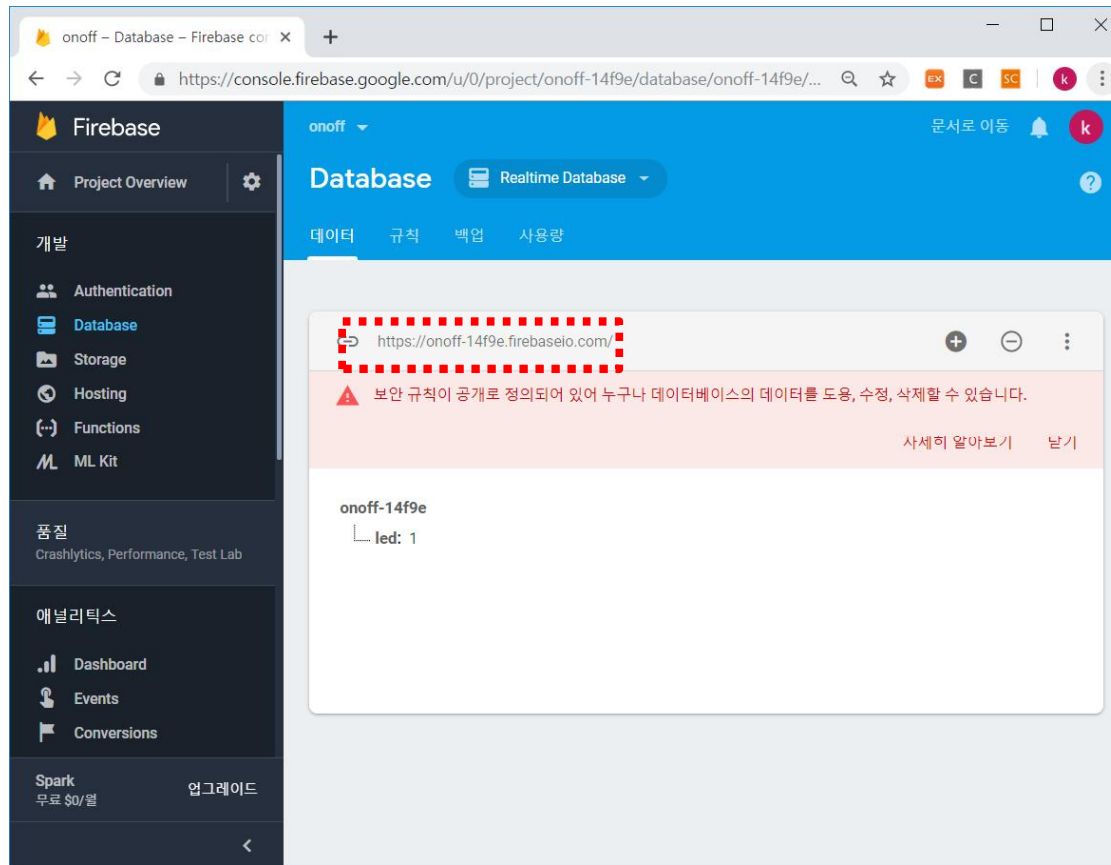 onoff – Database – Firebase cor
https://console.firebase.google.com/u/0/project/onoff-14f9e/database/onoff-14f9e/...
EX
C
SC
k
Firebase
Project Overview
개발
Authentication
Database
Storage
Hosting
Functions
ML Kit
품질
Crashlytics, Performance, Test Lab
애널리틱스
Dashboard
Events
Conversions
Spark
무료 $0/월
업그레이드
onoff
문서로 이동
k
Database
Realtime Database
데이터 규칙 백업 사용량
https://onoff-14f9e.firebaseio.com/
보안 규칙이 공개로 정의되어 있어 누구나 데이터베이스의 데이터를 도용, 수정, 삭제할 수 있습니다.
사세히 알아보기 닫기
onoff-14f9e
led: 1